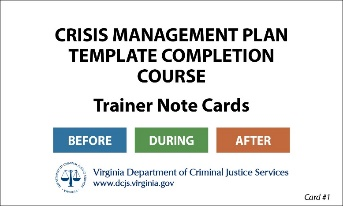 CRISIS MANAGEMENT PLAN
TEMPLATE COMPLETION
COURSE
Trainer Note Cards
BEFORE DURING AFTER
Virginia Department of Criminal Justice Services
www.dcjs.virginia.gov
Card #1